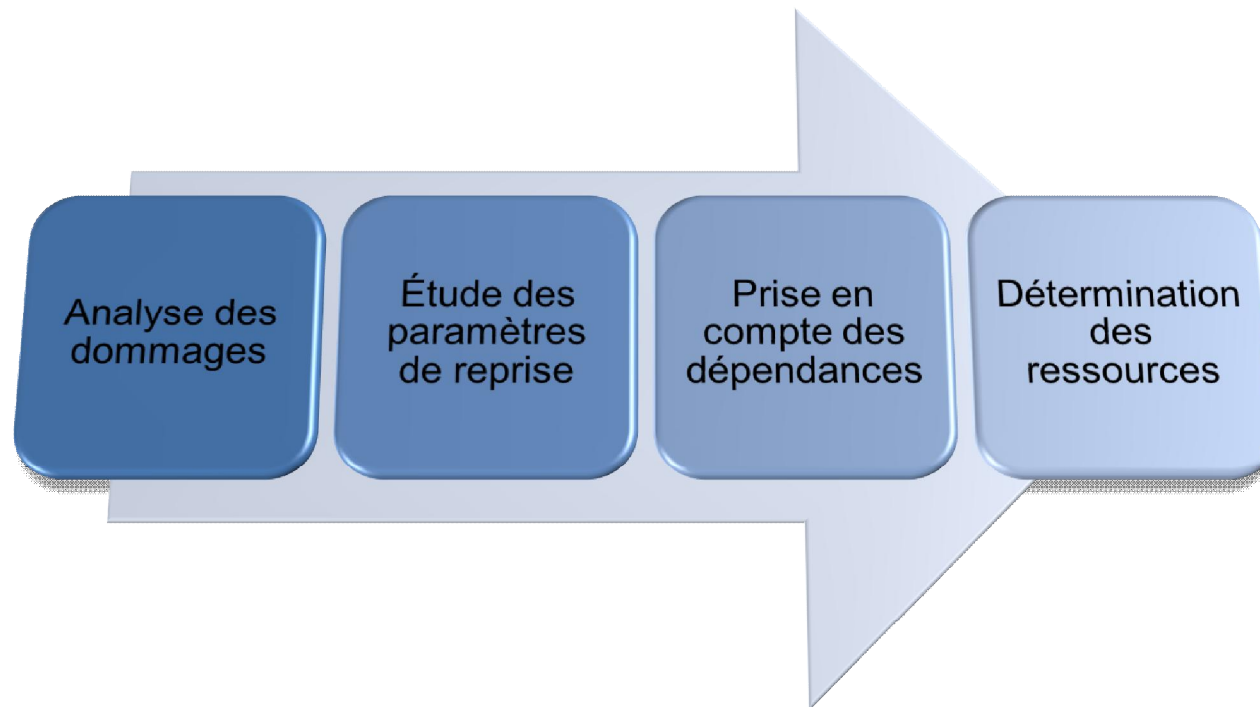 Analyse des
dommages
Étude des
paramètres
de reprise
Prise en
compte des
dépendances
Détermination
des
ressources